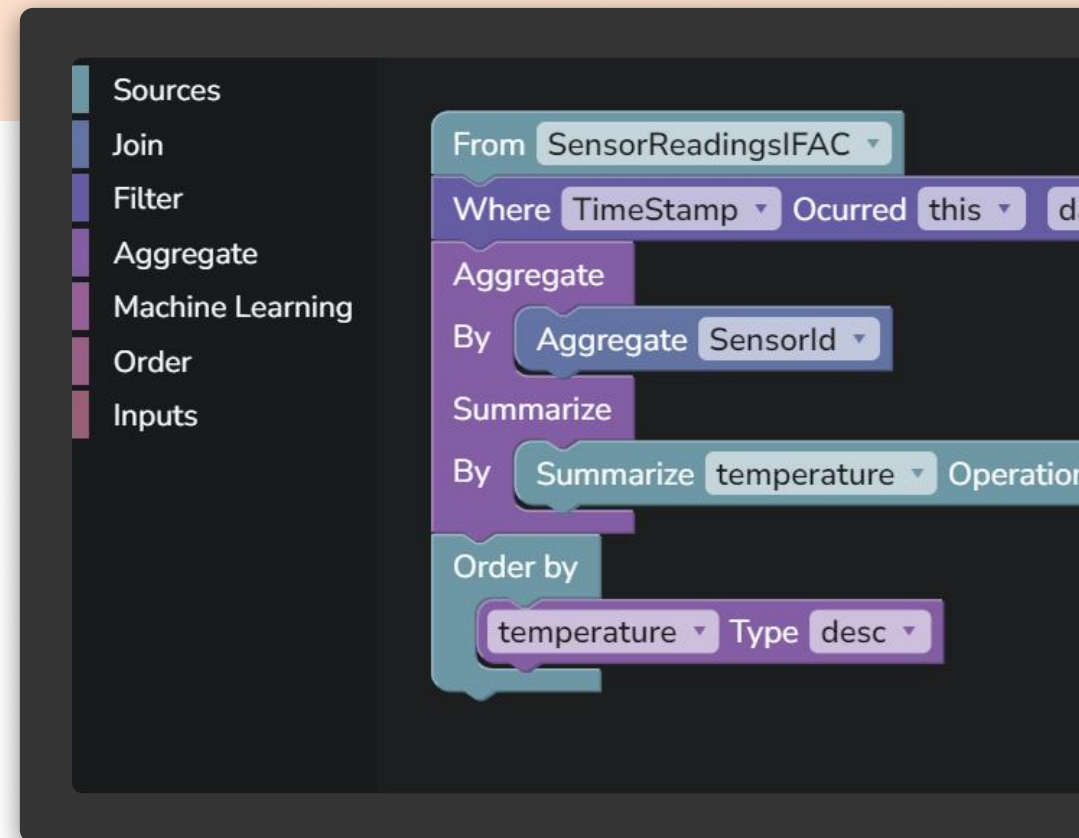 Sources
Join
Filter
Aggregate
Machine Learning
Order
Inputs
From SensorReadingsIFAC
Where TimeStamp Ocurred this
Aggregate
By Aggregate SensorId
Summarize
By Summarize temperature Operation
Order by
temperature Type desc